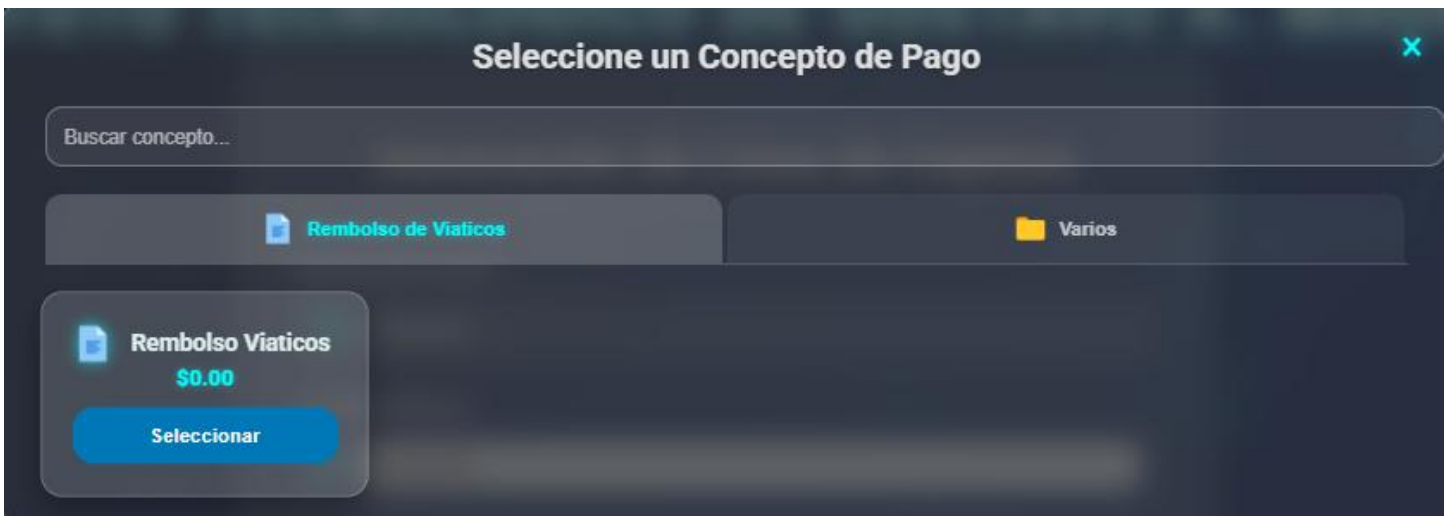 Seleccione un Concepto de Pago
×
Buscar concepto...
Rembolso de Viaticos
Varios
Rembolso Viaticos
$0.00
Seleccionar